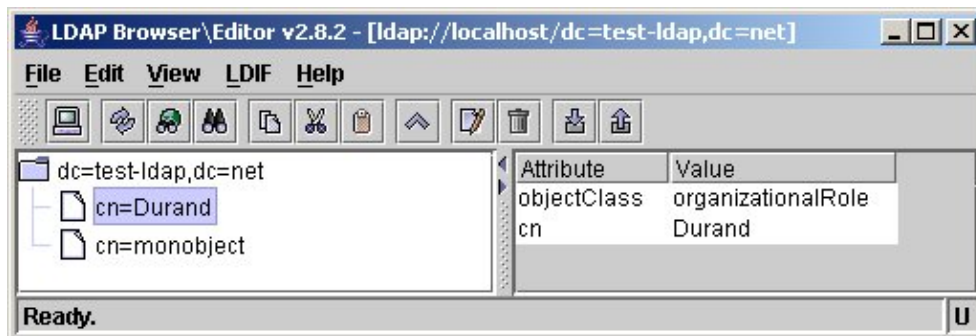 LDAP Browser\Editor v2.8.2 - [ldap://localhost/dc=test-ldap,dc=net]
File Edit View LDIF Help
dc=test-ldap,dc=net
cn=Durand
cn=monobject
Attribute Value
objectClass organizationalRole
cn Durand
Ready. U